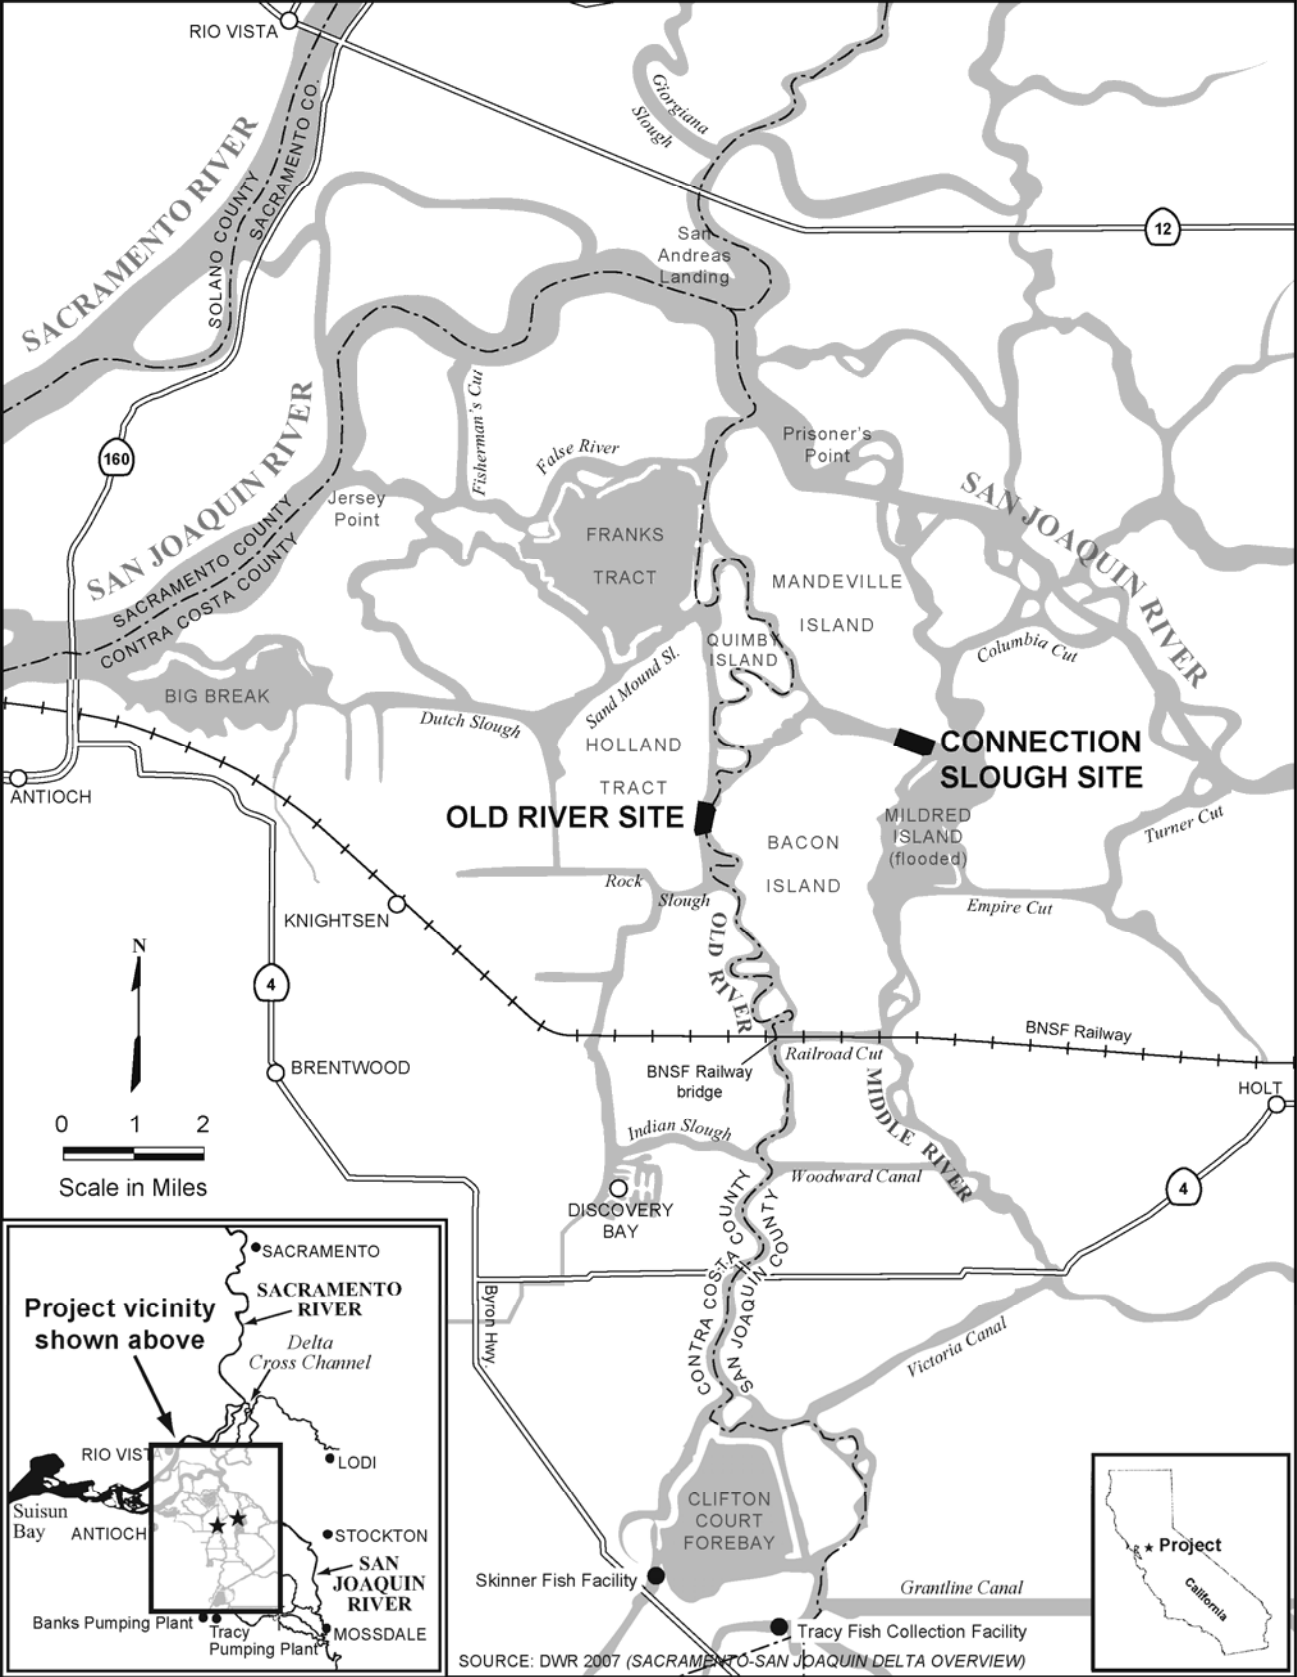 RIO VISTA
SACRAMENTO RIVER
SOLANO COUNTY
SACRAMENTO CO.
Giorgiana
Slough
12
San
Andreas
Landing
160
Fisherman's Cut
False River
Prisoner's
Point
SAN JOAQUIN RIVER
SAN JOAQUIN RIVER
Jersey
Point
SACRAMENTO COUNTY
CONTRA COSTA COUNTY
FRANKS
TRACT
MANDEVILLE
ISLAND
QUIMBY
ISLAND
Columbia Cut
BIG BREAK
Sand Mound Sl.
Dutch Slough
HOLLAND
TRACT
CONNECTION
SLOUGH SITE
ANTIOCH
OLD RIVER SITE
MILDRED
ISLAND
(flooded)
Turner Cut
BACON
ISLAND
Rock
Slough
Empire Cut
KNIGHTSEN
OLD RIVER
N
4
BNSF Railway
Railroad Cut
BNSF Railway
bridge
BRENTWOOD
MIDDLE RIVER
HOLT
0 1 2
Scale in Miles
Indian Slough
Woodward Canal
4
DISCOVERY
BAY
CONTRA COSTA COUNTY
SAN JOAQUIN COUNTY
Byron Hwy.
Victoria Canal
CLIFTON
COURT
FOREBAY
Skinner Fish Facility
Grantline Canal
Tracy Fish Collection Facility
SOURCE: DWR 2007 (SACRAMENTO-SAN JOAQUIN DELTA OVERVIEW)
SACRAMENTO
SACRAMENTO
RIVER
Project vicinity
shown above
Delta
Cross Channel
RIO VISTA
LODI
Suisun
Bay
ANTIOCH
STOCKTON
SAN
JOAQUIN
RIVER
Banks Pumping Plant
Tracy
Pumping Plant
MOSSDALE
Project
California